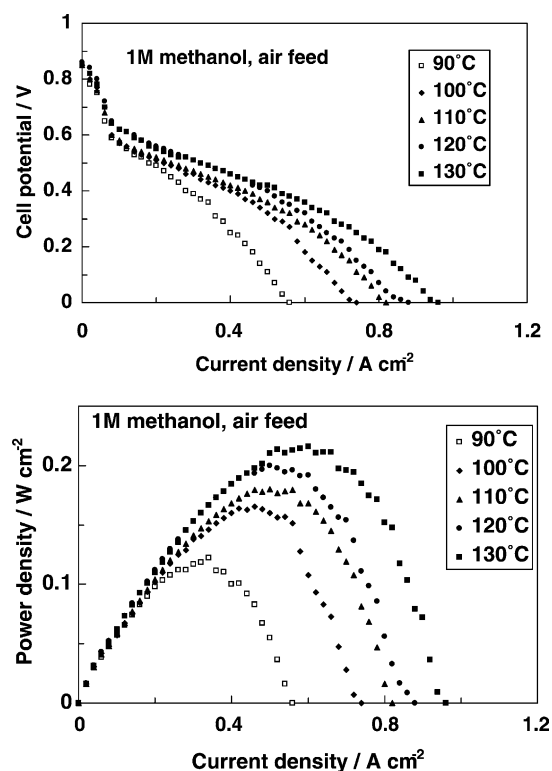 1
1M methanol, air feed
90˚C
100˚C
110˚C
120˚C
130˚C
0.8
0.6
0.4
0.2
0
Cell potential / V
0 0.4 0.8 1.2
Current density / A cm-2
1M methanol, air feed
90˚C
100˚C
110˚C
120˚C
130˚C
0.2
0.1
0
Power density / W cm-2
0 0.4 0.8 1.2
Current density / A cm-2